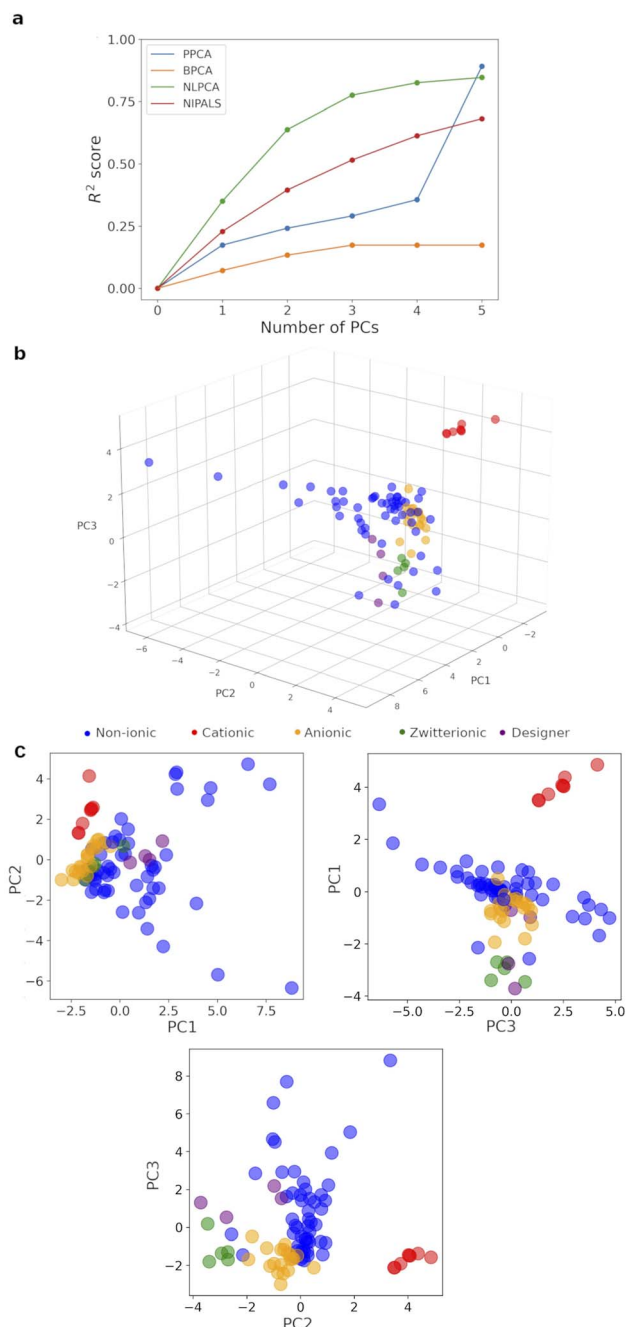 a
1.00
0.75
0.50
0.25
0.00
R² score
PPCA
BPCA
NLPCA
NIPALS
0 1 2 3 4 5
Number of PCs
b
4
2
0
−2
−4
PC3
−6 −4 −2 0 2 4
PC2
8 6 4 2 0 −2
PC1
Non-ionic Cationic Anionic Zwitterionic Designer
c
4
2
0
−2
−4
−6
PC2
−2.5 0.0 2.5 5.0 7.5
PC1
4
2
0
−2
−4
PC1
−5.0 −2.5 0.0 2.5 5.0
PC3
8
6
4
2
0
−2
PC3
−4 −2 0 2 4
PC2